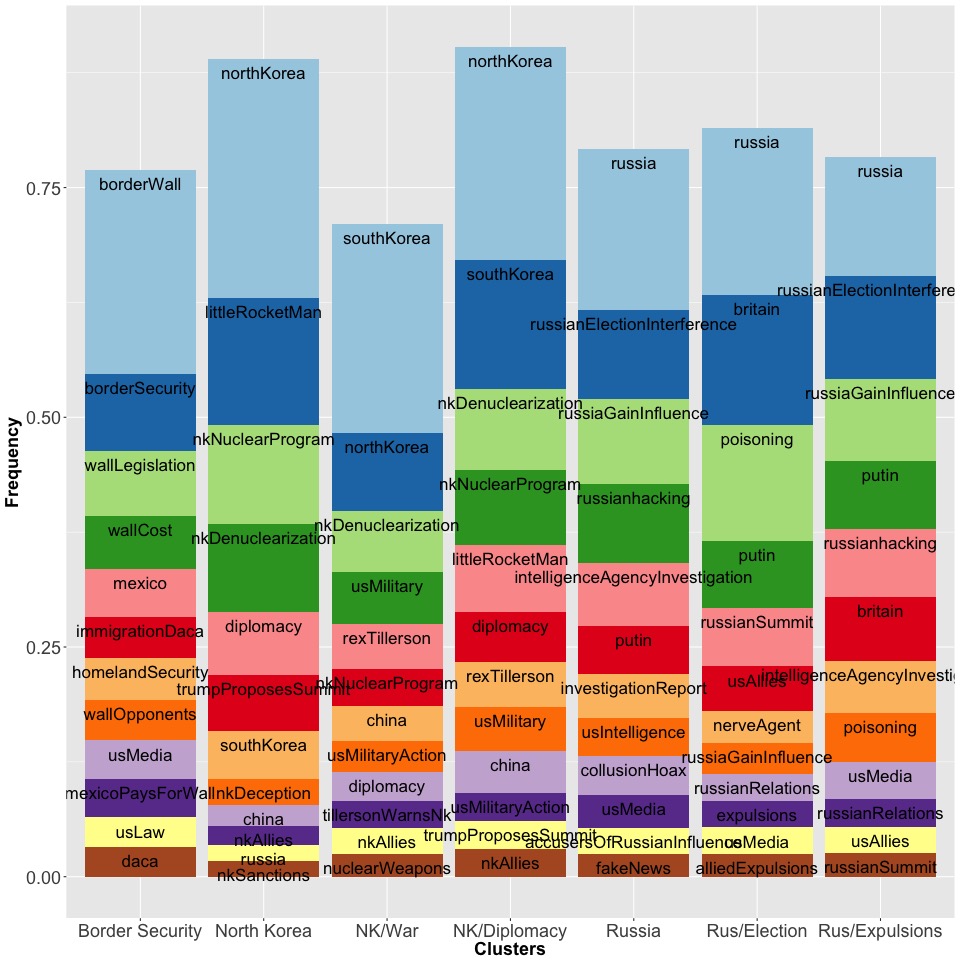 Frequency
0.75
0.50
0.25
0.00
borderWall
borderSecurity
wallLegislation
wallCost
mexico
immigrationDaca
homelandSecurity
wallOpponents
usMedia
mexicoPaysForWall
usLaw
daca
northKorea
littleRocketMan
nkNuclearProgram
nkDenuclearization
diplomacy
trumpProposesSummit
southKorea
nkDeception
china
nkAllies
russia
nkSanctions
southKorea
northKorea
nkDenuclearization
usMilitary
rexTillerson
nkNuclearProgram
china
usMilitaryAction
diplomacy
tillersonWarnsNk
nkAllies
nuclearWeapons
northKorea
southKorea
nkDenuclearization
nkNuclearProgram
littleRocketMan
diplomacy
rexTillerson
usMilitary
china
usMilitaryAction
trumpProposesSummit
nkAllies
russia
russianElectionInterference
russiaGainInfluence
russianhacking
intelligenceAgencyInvestigation
putin
investigationReport
usIntelligence
collusionHoax
usMedia
accusersOfRussianInfluence
fakeNews
russia
britain
poisoning
putin
russianSummit
usAllies
nerveAgent
russiaGainInfluence
russianRelations
expulsions
usMedia
alliedExpulsions
russia
russianElectionInterfere
russiaGainInfluence
putin
russianhacking
britain
intelligenceAgencyInvesti
poisoning
usMedia
russianRelations
usAllies
russianSummit
Border Security
North Korea
NK/War
NK/Diplomacy
Russia
Rus/Election
Rus/Expulsions
Clusters